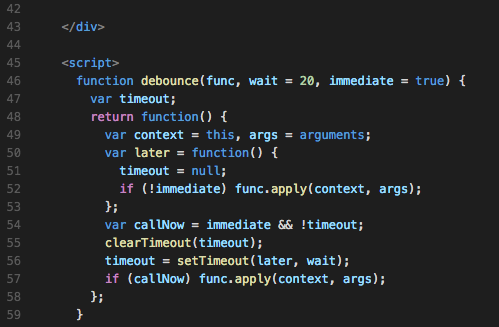 42
43 </div>
44
45 <script>
46 function debounce(func, wait = 20, immediate = true) {
47 var timeout;
48 return function() {
49 var context = this, args = arguments;
50 var later = function() {
51 timeout = null;
52 if (!immediate) func.apply(context, args);
53 };
54 var callNow = immediate && !timeout;
55 clearTimeout(timeout);
56 timeout = setTimeout(later, wait);
57 if (callNow) func.apply(context, args);
58 };
59 }